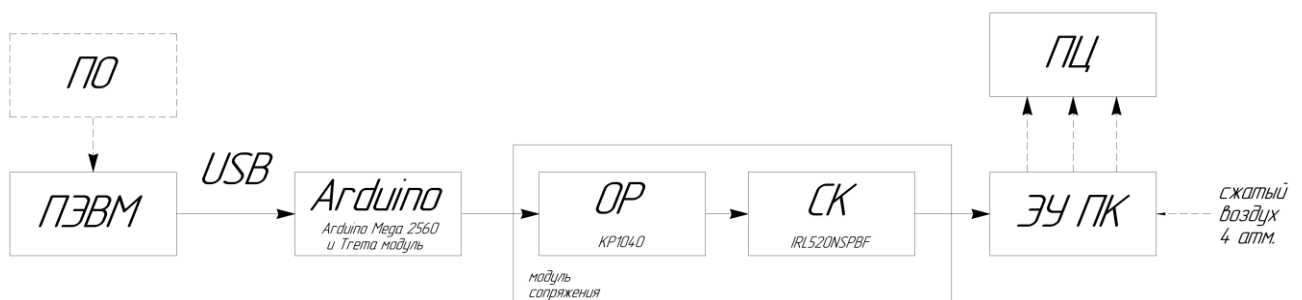 ПО
ПЦ
ПЭВМ
USB
Arduino
Arduino Mega 2560
и Trema модуль
ОР
КР1040
СК
IRL520NSPBF
модуль
сопряжения
ЭУ ПК
сжатый
воздух
4 атм.